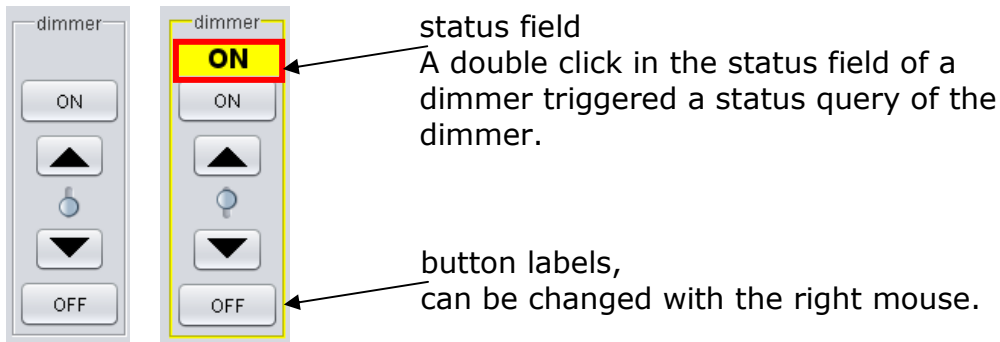 dimmer
ON
OFF
dimmer
ON
ON
OFF
status field
A double click in the status field of a
dimmer triggered a status query of the
dimmer.
button labels,
can be changed with the right mouse.